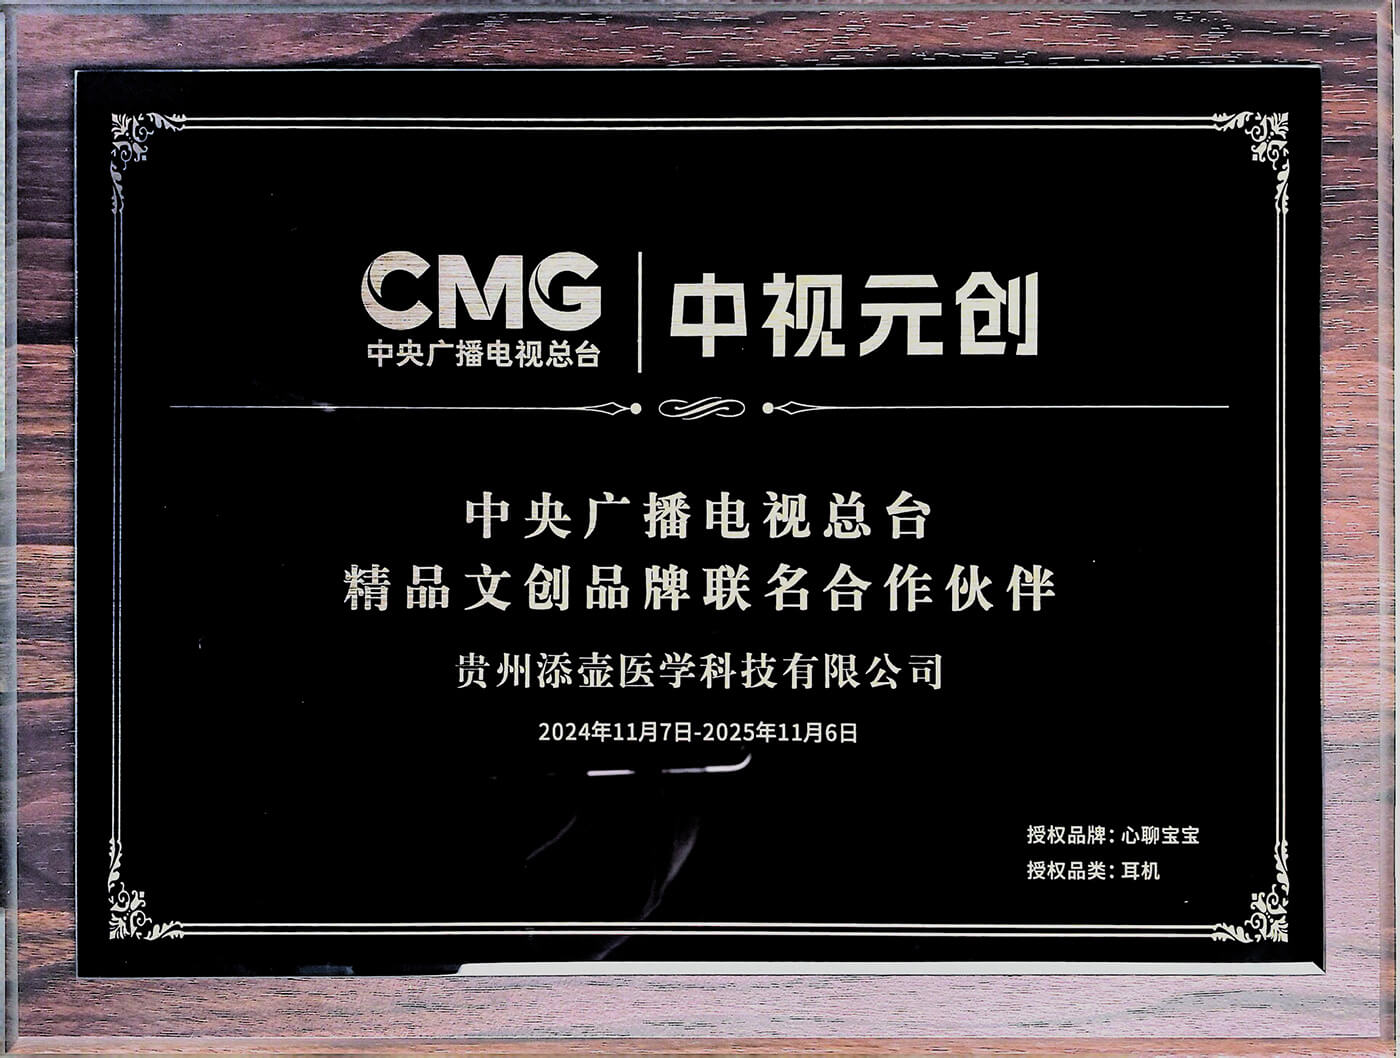 CMG
中央广播电视总台
中视元创
中央广播电视总台
精品文创品牌联名合作伙伴
贵州添壶医学科技有限公司
2024年11月7日-2025年11月6日
授权品牌：心聊宝宝
授权品类：耳机